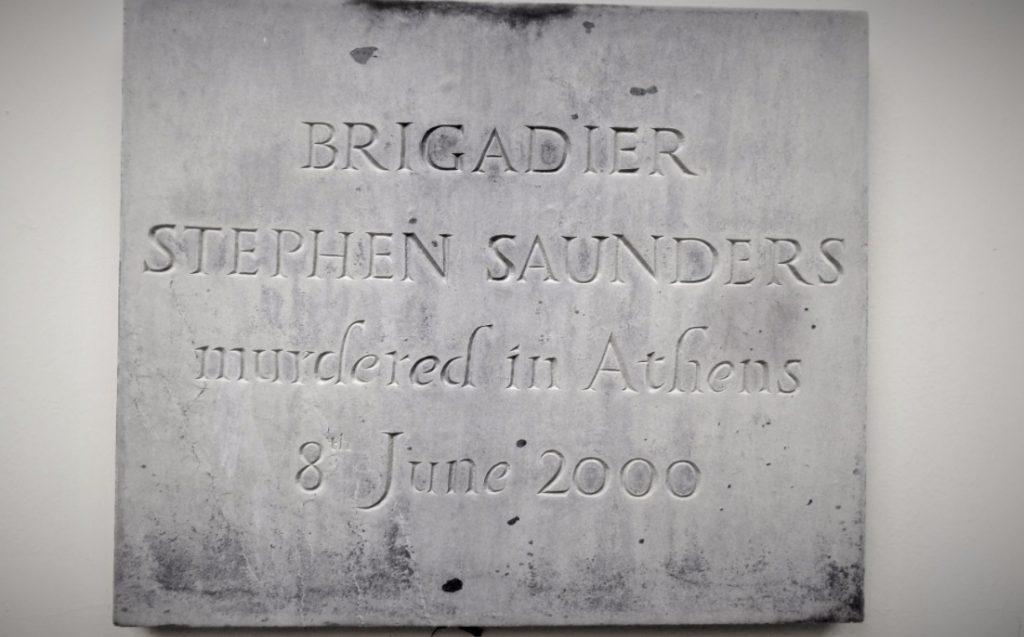 BRIGADIER
STEPHEN SAUNDERS
murdered in Athens
8th June 2000